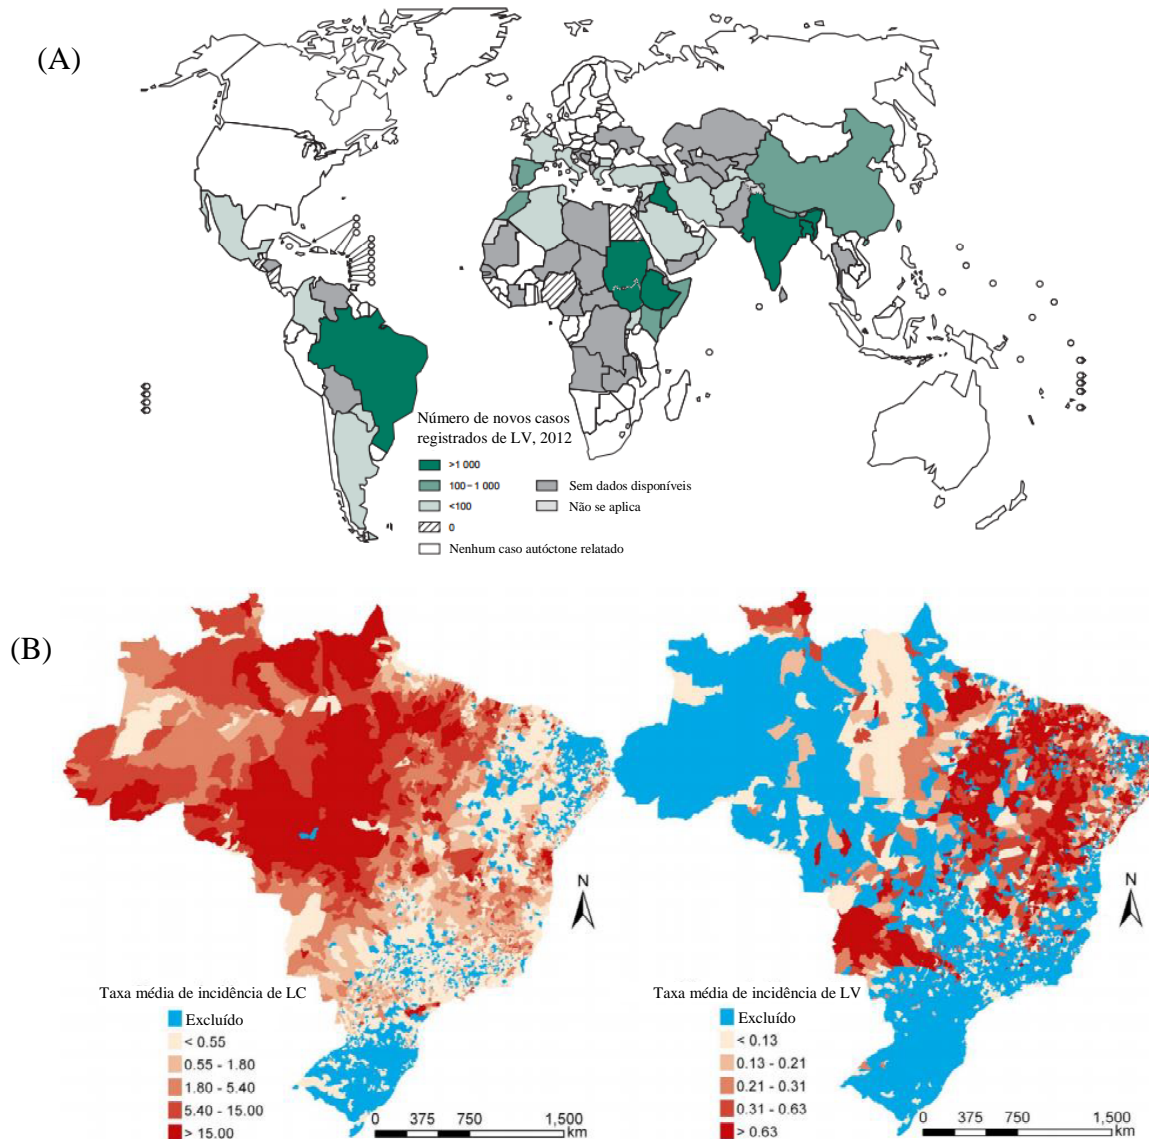 (A)
Número de novos casos
registrados de LV, 2012
>1 000
100–1 000
<100
0
Nenhum caso autóctone relatado
Sem dados disponíveis
Não se aplica
(B)
N
Taxa média de incidência de LC
Excluído
< 0.55
0.55 - 1.80
1.80 - 5.40
5.40 - 15.00
> 15.00
0 375 750 1,500
km
N
Taxa média de incidência de LV
Excluído
< 0.13
0.13 - 0.21
0.21 - 0.31
0.31 - 0.63
> 0.63
0 375 750 1,500
km